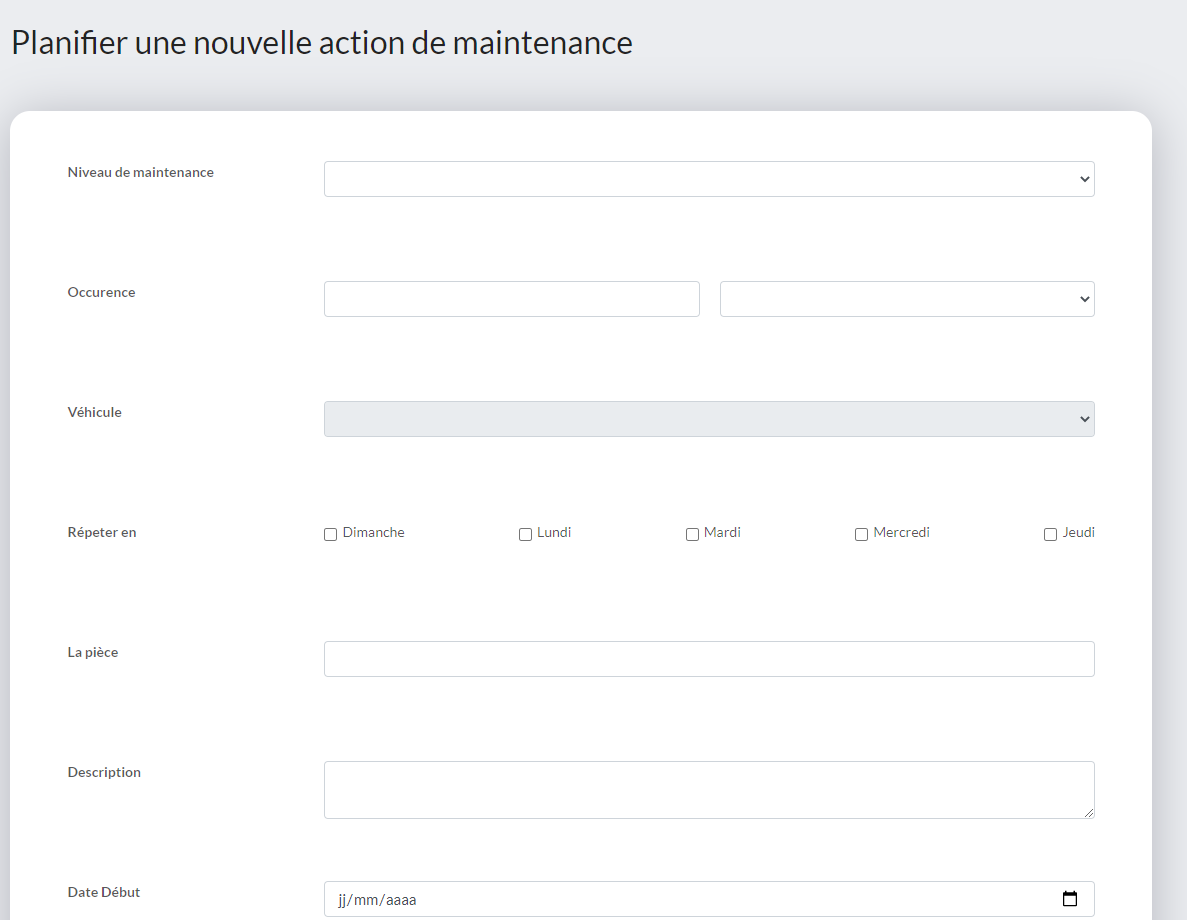 Planifier une nouvelle action de maintenance
Niveau de maintenance
Occurence
Véhicule
Répeter en Dimanche Lundi Mardi Mercredi Jeudi
La pièce
Description
Date Début jj/mm/aaaa